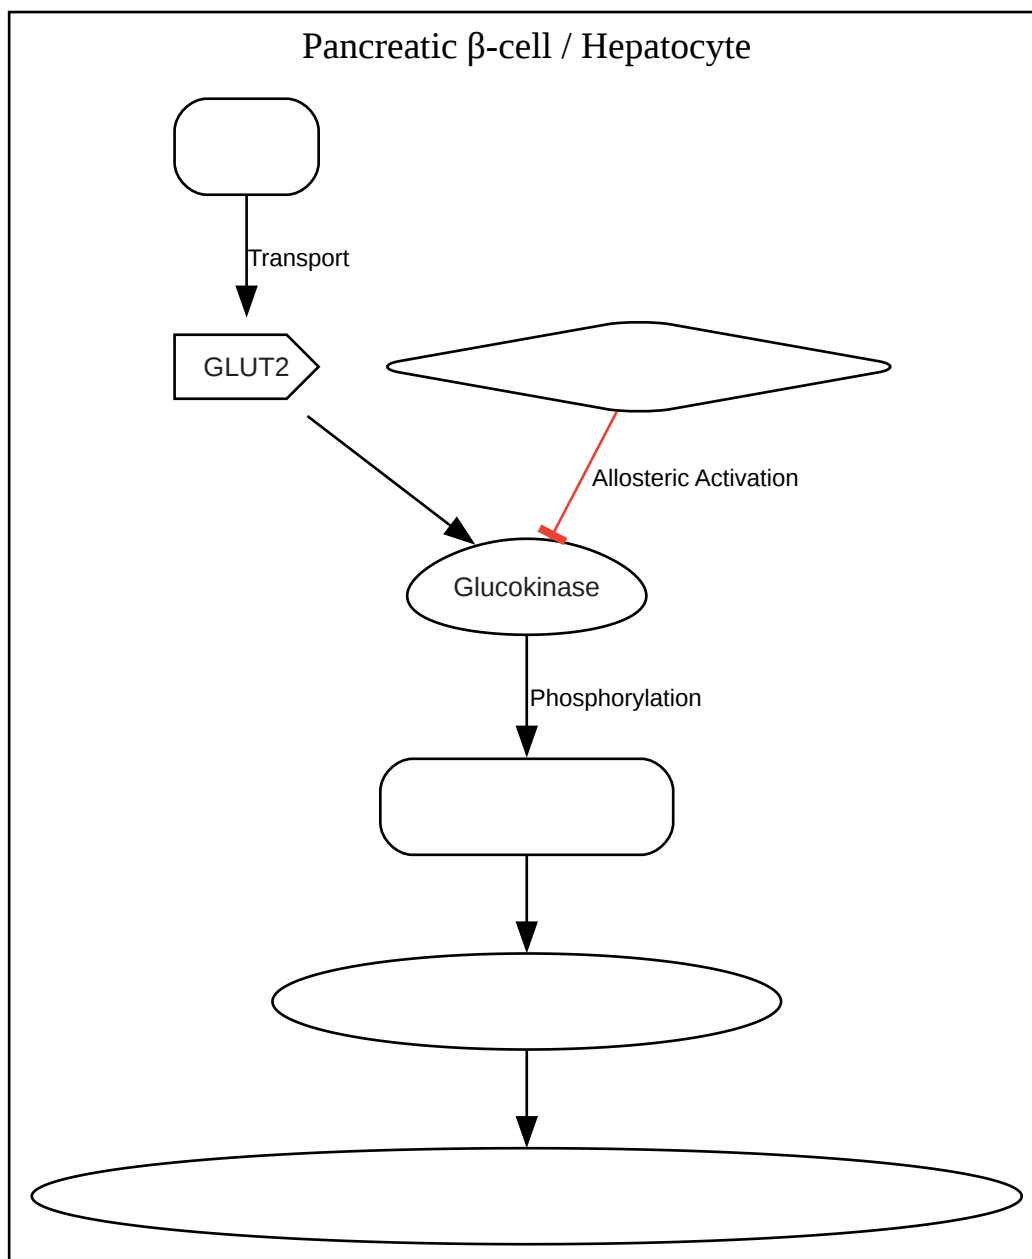 Pancreatic β-cell / Hepatocyte
Transport
GLUT2
Allosteric Activation
Glucokinase
Phosphorylation